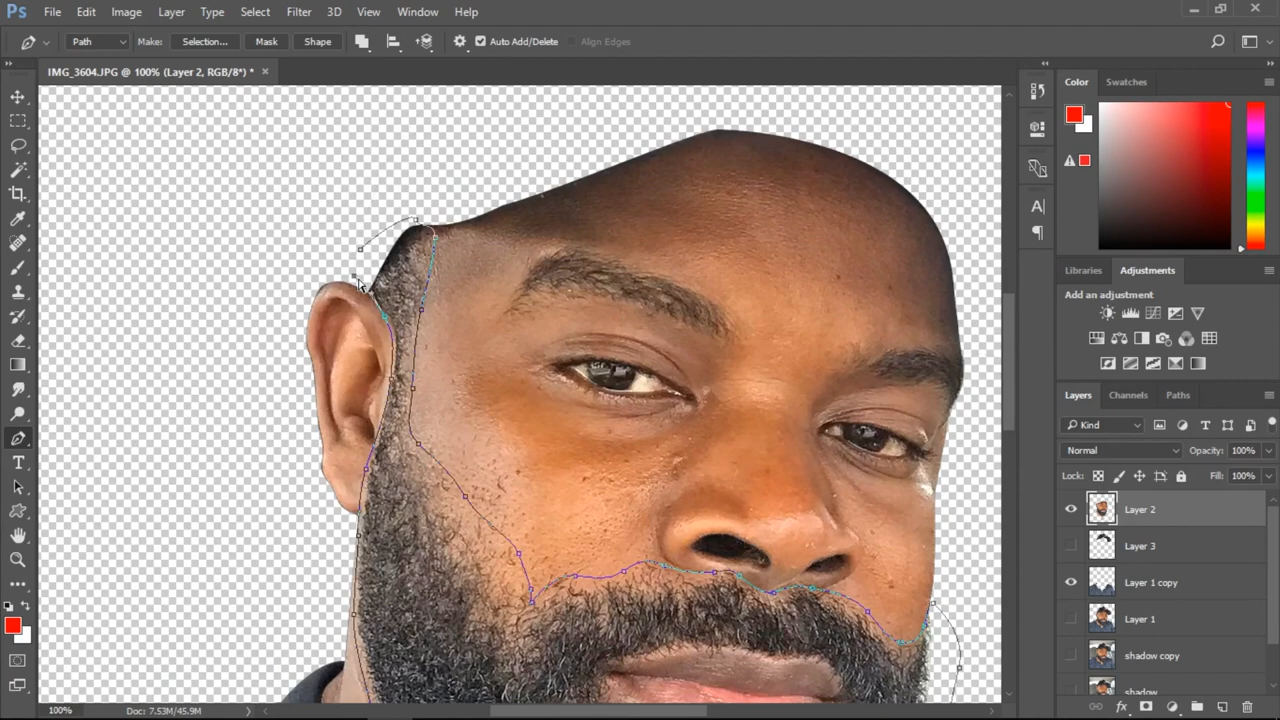 Ps File Edit Image Layer Type Select Filter 3D View Window Help
Path Make: Selection... Mask Shape Auto Add/Delete Align Edges
IMG_3604.JPG @ 100% (Layer 2, RGB/8*) * ×
Color Swatches
Libraries Adjustments
Add an adjustment
Layers Channels Paths
Kind
Normal Opacity: 100%
Lock: Fill: 100%
Layer 2
Layer 3
Layer 1 copy
Layer 1
shadow copy
shadow
100% Doc: 7.53M/45.9M